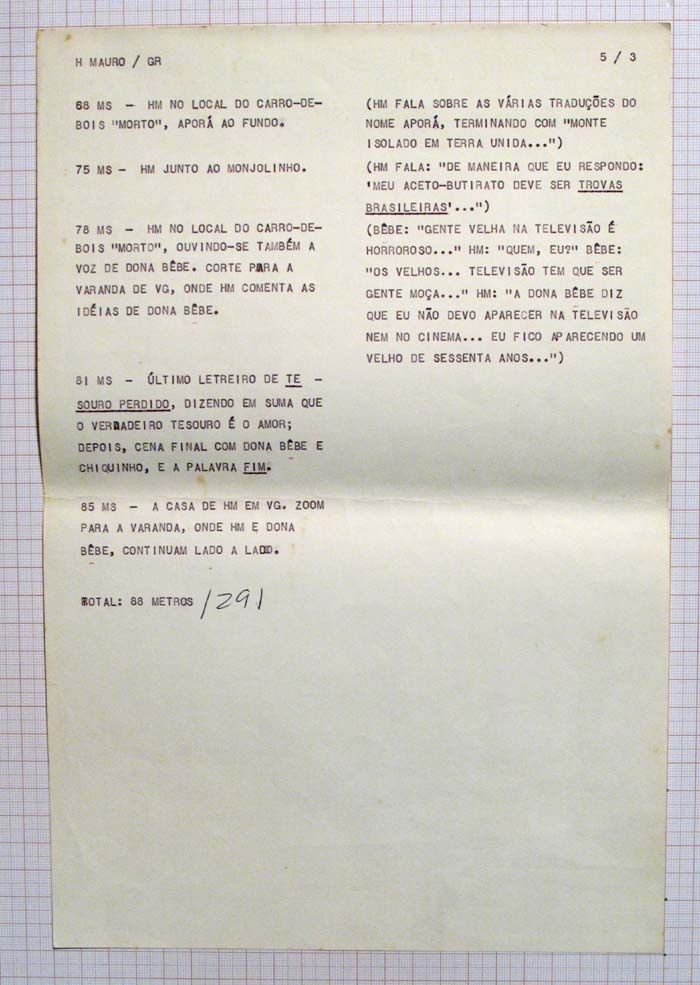 H MAURO / GR
5 / 3
68 MS - HM NO LOCAL DO CARRO-DE-
BOIS "MORTO", APORÁ AO FUNDO.
(HM FALA SOBRE AS VÁRIAS TRADUÇÕES DO
NOME APORÁ, TERMINANDO COM "MONTE
ISOLADO EM TERRA UNIDA...")
75 MS - HM JUNTO AO MONJOLINHO.
(HM FALA: "DE MANEIRA QUE EU RESPONDO:
'MEU ACETO-BUTIRATO DEVE SER TROVAS
BRASILEIRAS'...")
78 MS - HM NO LOCAL DO CARRO-DE-
BOIS "MORTO", OUVINDO-SE TAMBÉM A
VOZ DE DONA BÊBE. CORTE PARA A
VARANDA DE VG, ONDE HM COMENTA AS
IDÉIAS DE DONA BÊBE.
(BÊBE: "GENTE VELHA NA TELEVISÃO É
HORROROSO..." HM: "QUEM, EU?" BÊBE:
"OS VELHOS... TELEVISÃO TEM QUE SER
GENTE MOÇA..." HM: "A DONA BÊBE DIZ
QUE EU NÃO DEVO APARECER NA TELEVISÃO
NEM NO CINEMA... EU FICO APARECENDO UM
VELHO DE SESSENTA ANOS...")
81 MS - ÚLTIMO LETREIRO DE TE -
SOURO PERDIDO, DIZENDO EM SUMA QUE
O VERDADEIRO TESOURO É O AMOR;
DEPOIS, CENA FINAL COM DONA BÊBE E
CHIQUINHO, E A PALAVRA FIM.
85 MS - A CASA DE HM EM VG. ZOOM
PARA A VARANDA, ONDE HM E DONA
BÊBE, CONTINUAM LADO A LADO.
TOTAL: 88 METROS /291